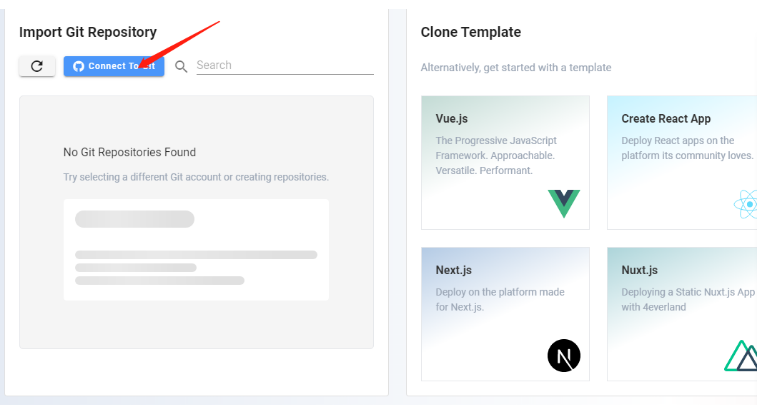 Import Git Repository
Connect To Git
Search
No Git Repositories Found
Try selecting a different Git account or creating repositories.
Clone Template
Alternatively, get started with a template
Vue.js
The Progressive JavaScript
Framework. Approachable.
Versatile. Performant.
Create React App
Deploy React apps on the
platform its community loves.
Next.js
Deploy on the platform made
for Next.js.
N
Nuxt.js
Deploying a Static Nuxt.js App
with 4everland